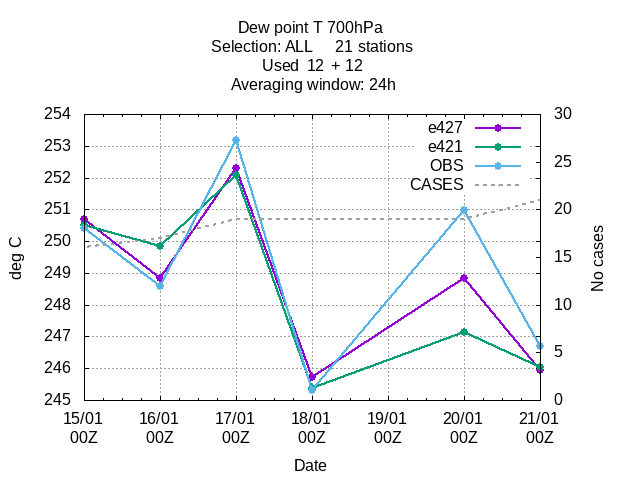 Dew point T 700hPa
Selection: ALL 21 stations
Used 12 + 12
Averaging window: 24h
e427
e421
OBS
CASES
254
253
252
251
250
249
248
247
246
245
30
25
20
15
10
5
0
deg C
No cases
15/01 16/01 17/01 18/01 19/01 20/01 21/01
00Z 00Z 00Z 00Z 00Z 00Z 00Z
Date